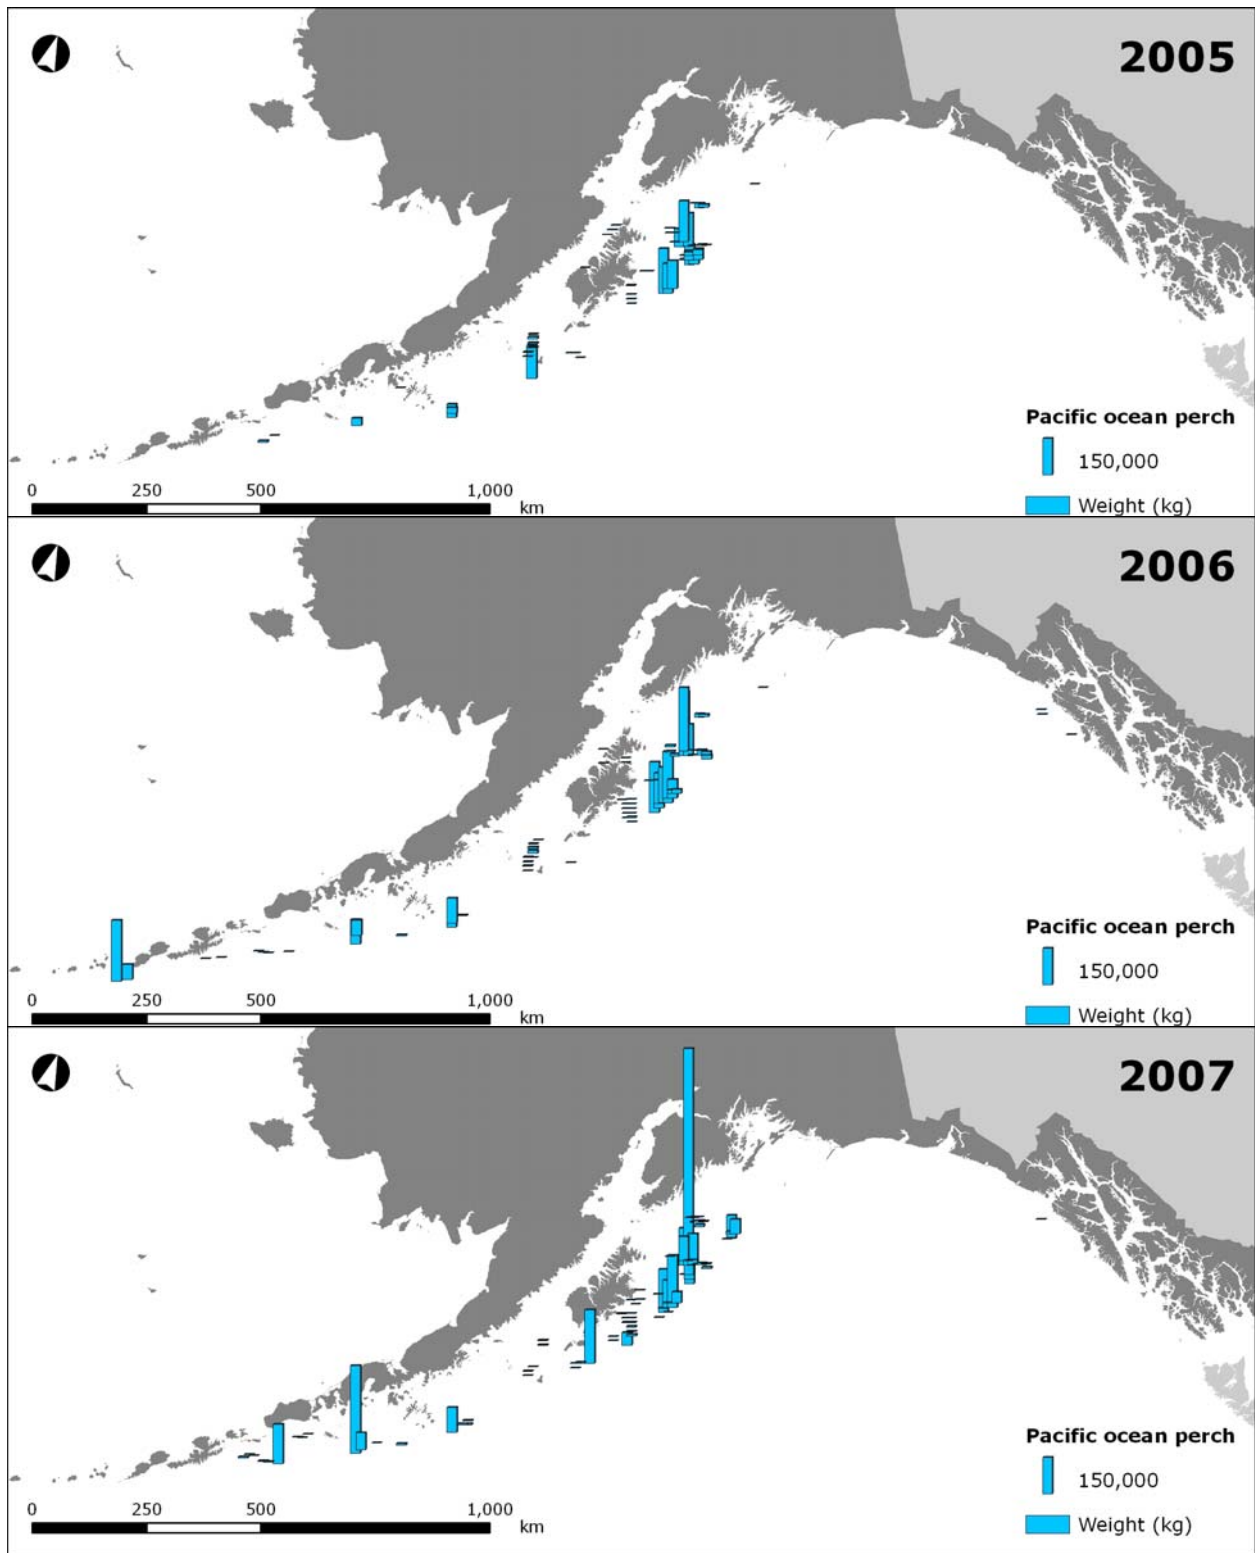 2005
Pacific ocean perch
150,000
Weight (kg)
0 250 500 1,000
km
2006
Pacific ocean perch
150,000
Weight (kg)
0 250 500 1,000
km
2007
Pacific ocean perch
150,000
Weight (kg)
0 250 500 1,000
km